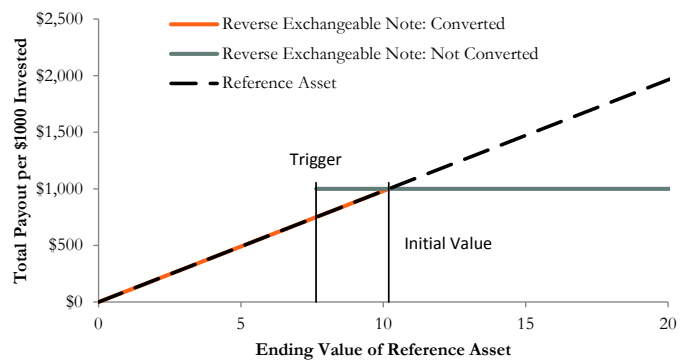 $2,500
$2,000
$1,500
$1,000
$500
$0
Total Payout per $1000 Invested
Reverse Exchangeable Note: Converted
Reverse Exchangeable Note: Not Converted
Reference Asset
Trigger
Initial Value
0 5 10 15 20
Ending Value of Reference Asset